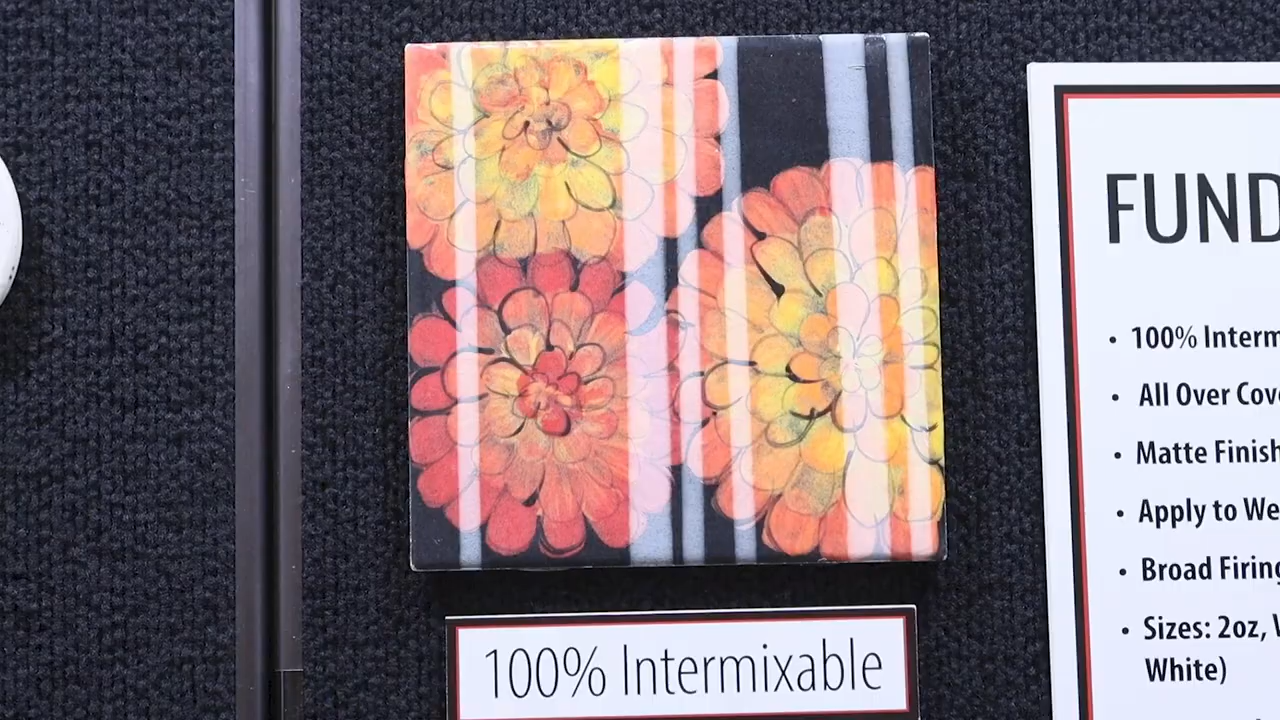 100% Intermixable
FUND
• 100% Interm
• All Over Cov
• Matte Finish
• Apply to We
• Broad Firing
• Sizes: 2oz,
White)